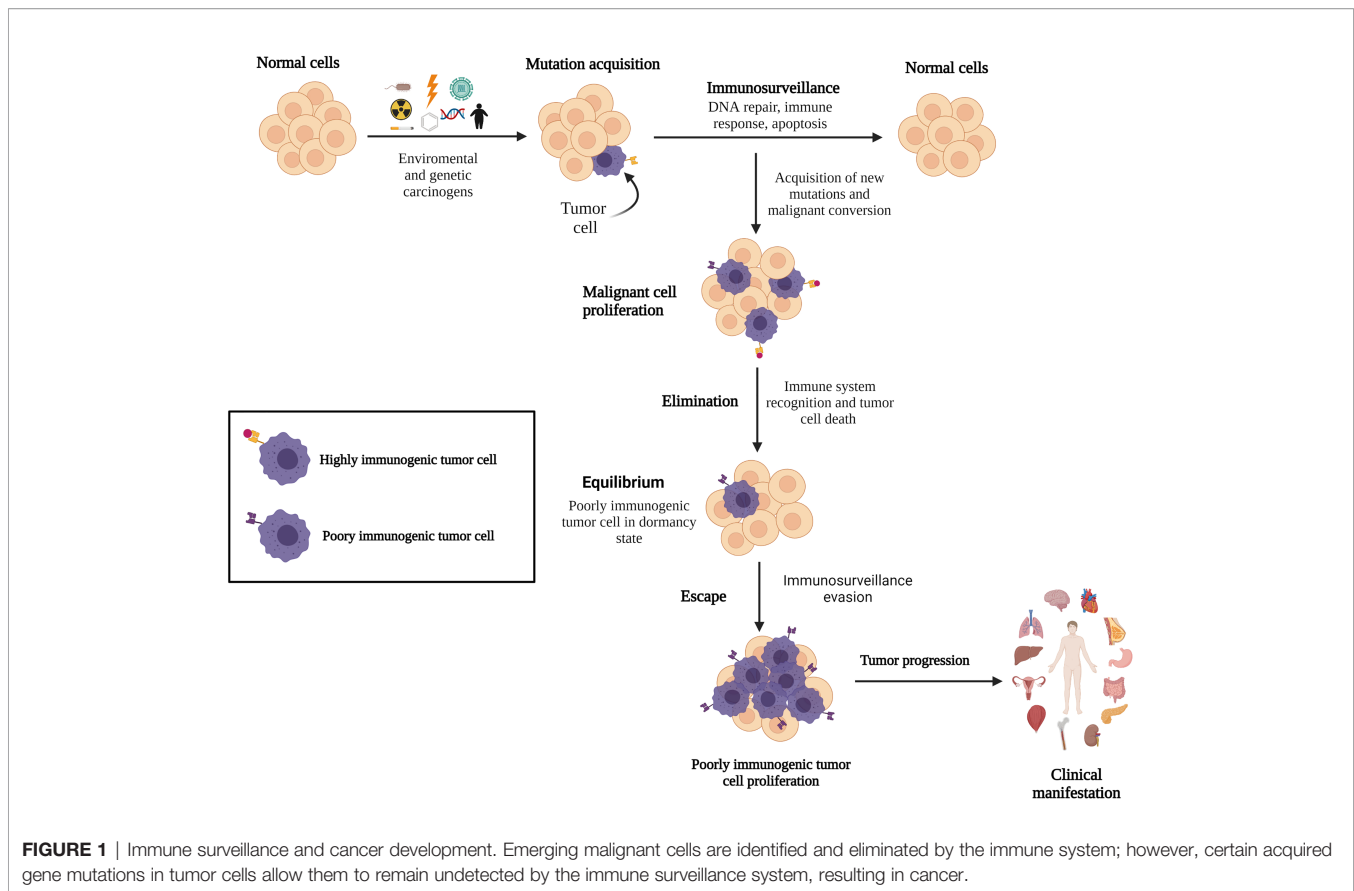 Normal cells
Mutation acquisition
Immunosurveillance
DNA repair, immune
response, apoptosis
Normal cells
Enviromental
and genetic
carcinogens
Tumor
cell
Acquisition of new
mutations and
malignant conversion
Malignant cell
proliferation
Elimination
Immune system
recognition and tumor
cell death
Highly immunogenic tumor cell
Poory immunogenic tumor cell
Equilibrium
Poorly immunogenic
tumor cell in dormancy
state
Escape
Immunosurveillance
evasion
Tumor progression
Poorly immunogenic tumor
cell proliferation
Clinical
manifestation
FIGURE 1 | Immune surveillance and cancer development. Emerging malignant cells are identified and eliminated by the immune system; however, certain acquired
gene mutations in tumor cells allow them to remain undetected by the immune surveillance system, resulting in cancer.